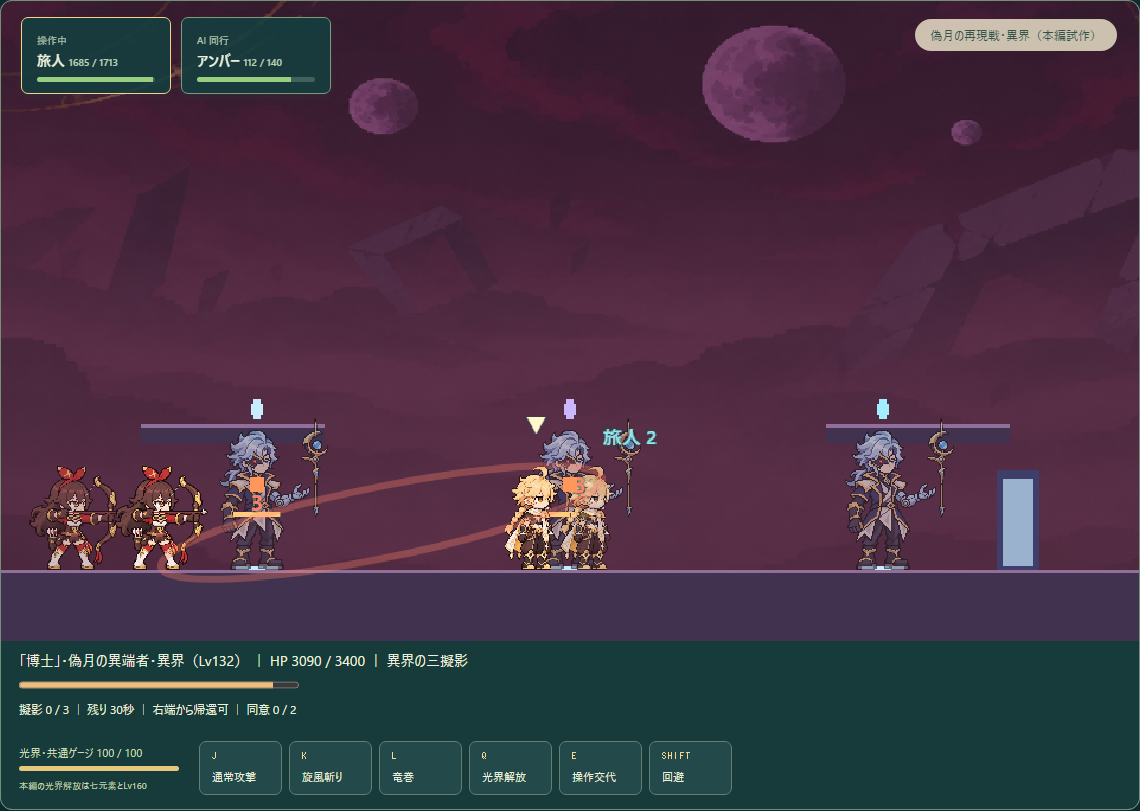 操作中
旅人 1685 / 1713
AI 同行
アンバー 112 / 140
偽月の再現戦・異界（本編試作）
旅人 2
3
3
「博士」・偽月の異端者・異界（Lv132） | HP 3090 / 3400 | 異界の三擬影
擬影 0 / 3 | 残り 30秒 | 右端から帰還可 | 同意 0 / 2
光界・共通ゲージ 100 / 100
本編の光界解放は七元素とLv160
J
通常攻撃
K
旋風斬り
L
竜巻
Q
光界解放
E
操作交代
SHIFT
回避